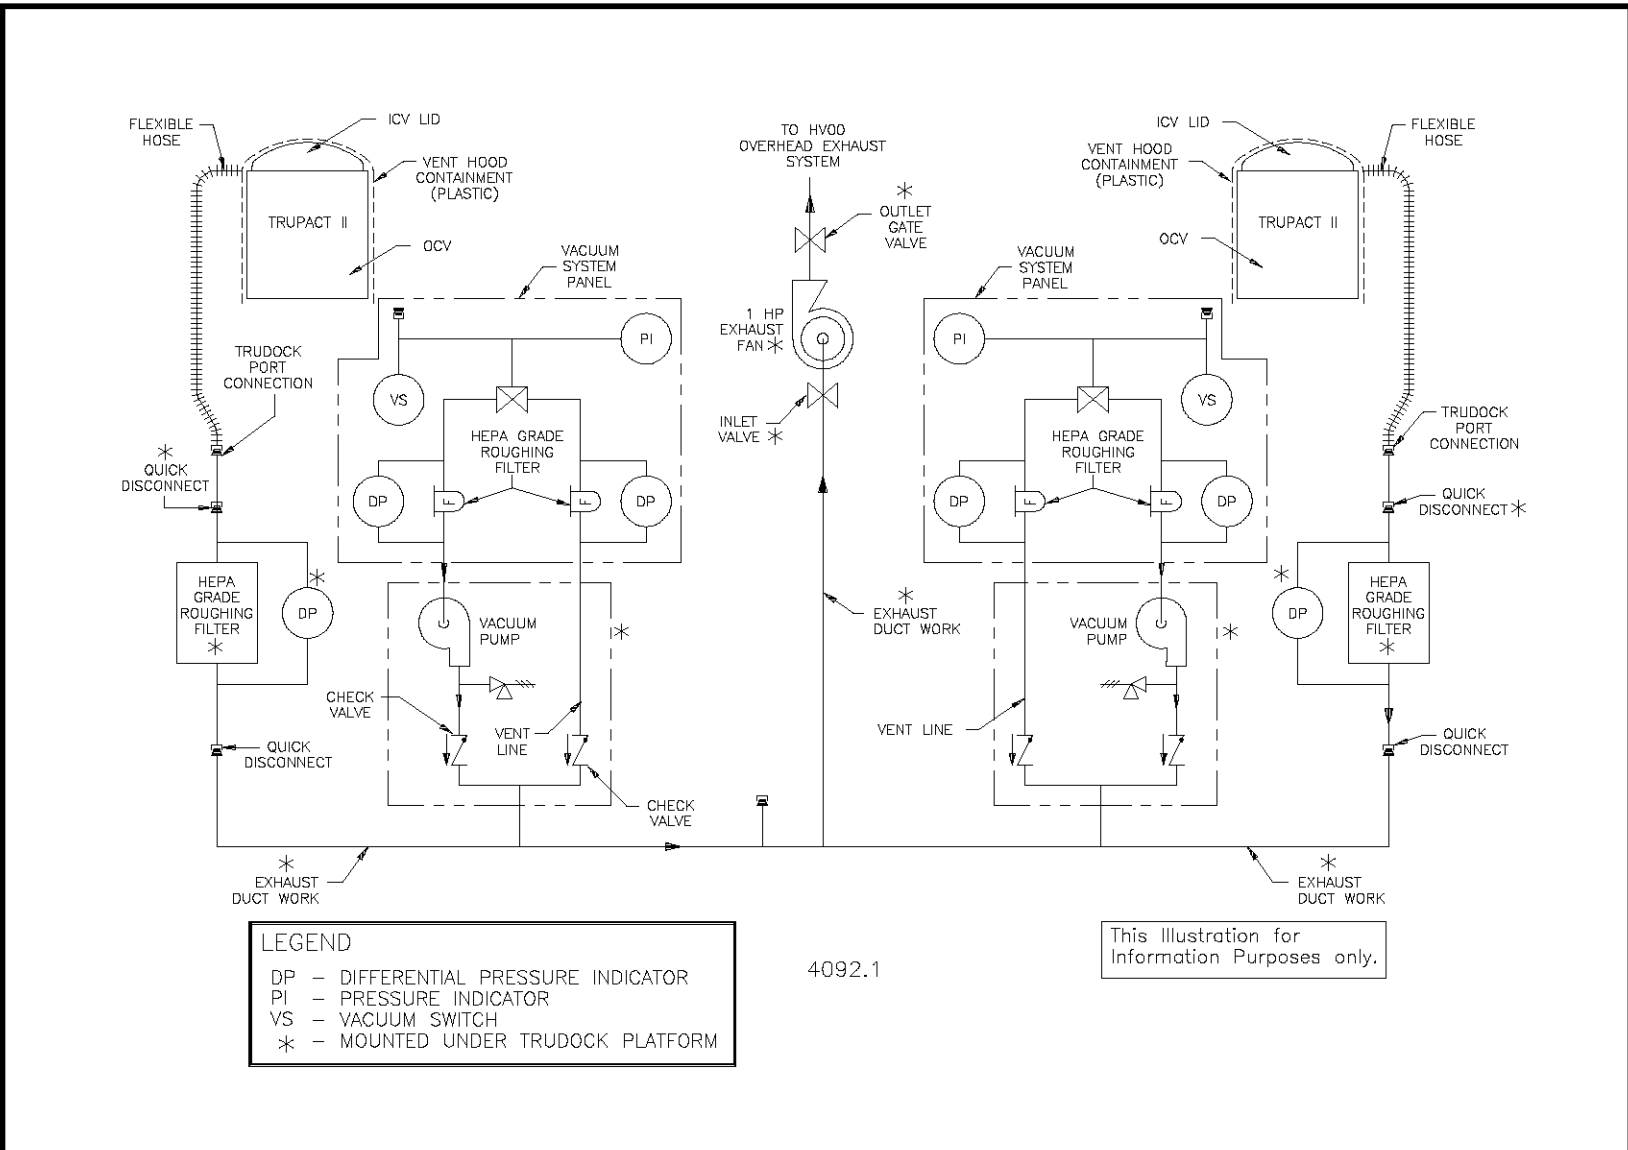 FLEXIBLE
HOSE
ICV LID
VENT HOOD
CONTAINMENT
(PLASTIC)
TRUPACT II
OCV
VACUUM
SYSTEM
PANEL
TO HV00
OVERHEAD EXHAUST
SYSTEM
*
OUTLET
GATE
VALVE
1 HP
EXHAUST
FAN *
INLET
VALVE *
ICV LID
FLEXIBLE
HOSE
VENT HOOD
CONTAINMENT
(PLASTIC)
TRUPACT II
OCV
VACUUM
SYSTEM
PANEL
TRUDOCK
PORT
CONNECTION
*
QUICK
DISCONNECT
PI
VS
HEPA GRADE
ROUGHING
FILTER
DP
F
F
DP
PI
VS
HEPA GRADE
ROUGHING
FILTER
DP
F
F
DP
TRUDOCK
PORT
CONNECTION
QUICK
DISCONNECT *
HEPA
GRADE
ROUGHING
FILTER
*
*
DP
VACUUM
PUMP
*
CHECK
VALVE
VENT
LINE
QUICK
DISCONNECT
CHECK
VALVE
*
EXHAUST
DUCT WORK
VACUUM
PUMP
*
VENT LINE
*
DP
HEPA
GRADE
ROUGHING
FILTER
*
QUICK
DISCONNECT
*
EXHAUST
DUCT WORK
*
EXHAUST
DUCT WORK
LEGEND
DP – DIFFERENTIAL PRESSURE INDICATOR
PI – PRESSURE INDICATOR
VS – VACUUM SWITCH
* – MOUNTED UNDER TRUDOCK PLATFORM
4092.1
This Illustration for
Information Purposes only.